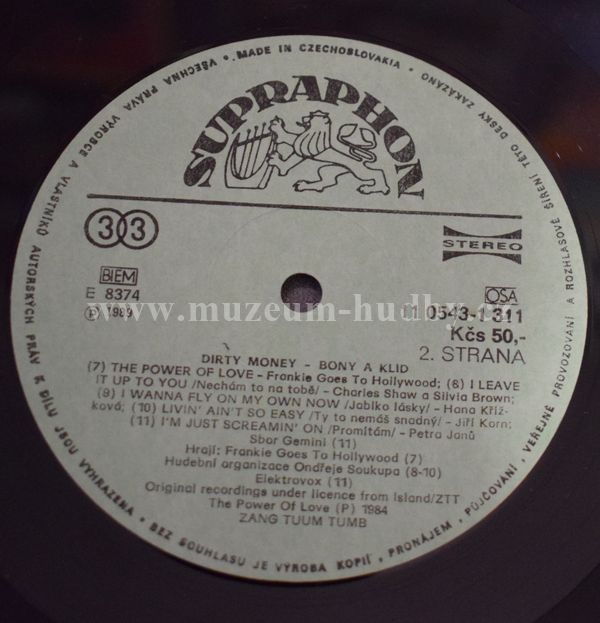 VŠECHNA PRÁVA VÝROBCE A VLASTNÍKŮ AUTORSKÝCH PRÁV K DÍLU JSOU VYHRAZENA • BEZ SOUHLASU JE VÝROBA KOPIÍ, PRONÁJEM, PŮJČOVÁNÍ, VEŘEJNÉ PROVOZOVÁNÍ A ROZHLASOVÉ ŠÍŘENÍ TÉTO DESKY ZAKÁZÁNO • MADE IN CZECHOSLOVAKIA •
SUPRAPHON
33
STEREO
BIEM
E 8374
Ⓟ 1989
OSA
11 0543-1311
Kčs 50,-
2. STRANA
www.muzeum-hudby
DIRTY MONEY - BONY A KLID
(7) THE POWER OF LOVE - Frankie Goes To Hollywood; (8) I LEAVE
IT UP TO YOU /Nechám to na tobě/ - Charles Shaw a Silvia Brown;
(9) I WANNA FLY ON MY OWN NOW /Jablko lásky/ - Hana Kříž-
ková; (10) LIVIN' AIN'T SO EASY /Ty to nemáš snadný/ - Jiří Korn;
(11) I'M JUST SCREAMIN' ON /Promítám/ - Petra Janů
Sbor Gemini (11)
Hrají: Frankie Goes To Hollywood (7)
Hudební organizace Ondřeje Soukupa (8-10)
Elektrovox (11)
Original recordings under licence from Island/ZTT
The Power Of Love (P) 1984
ZANG TUUM TUMB